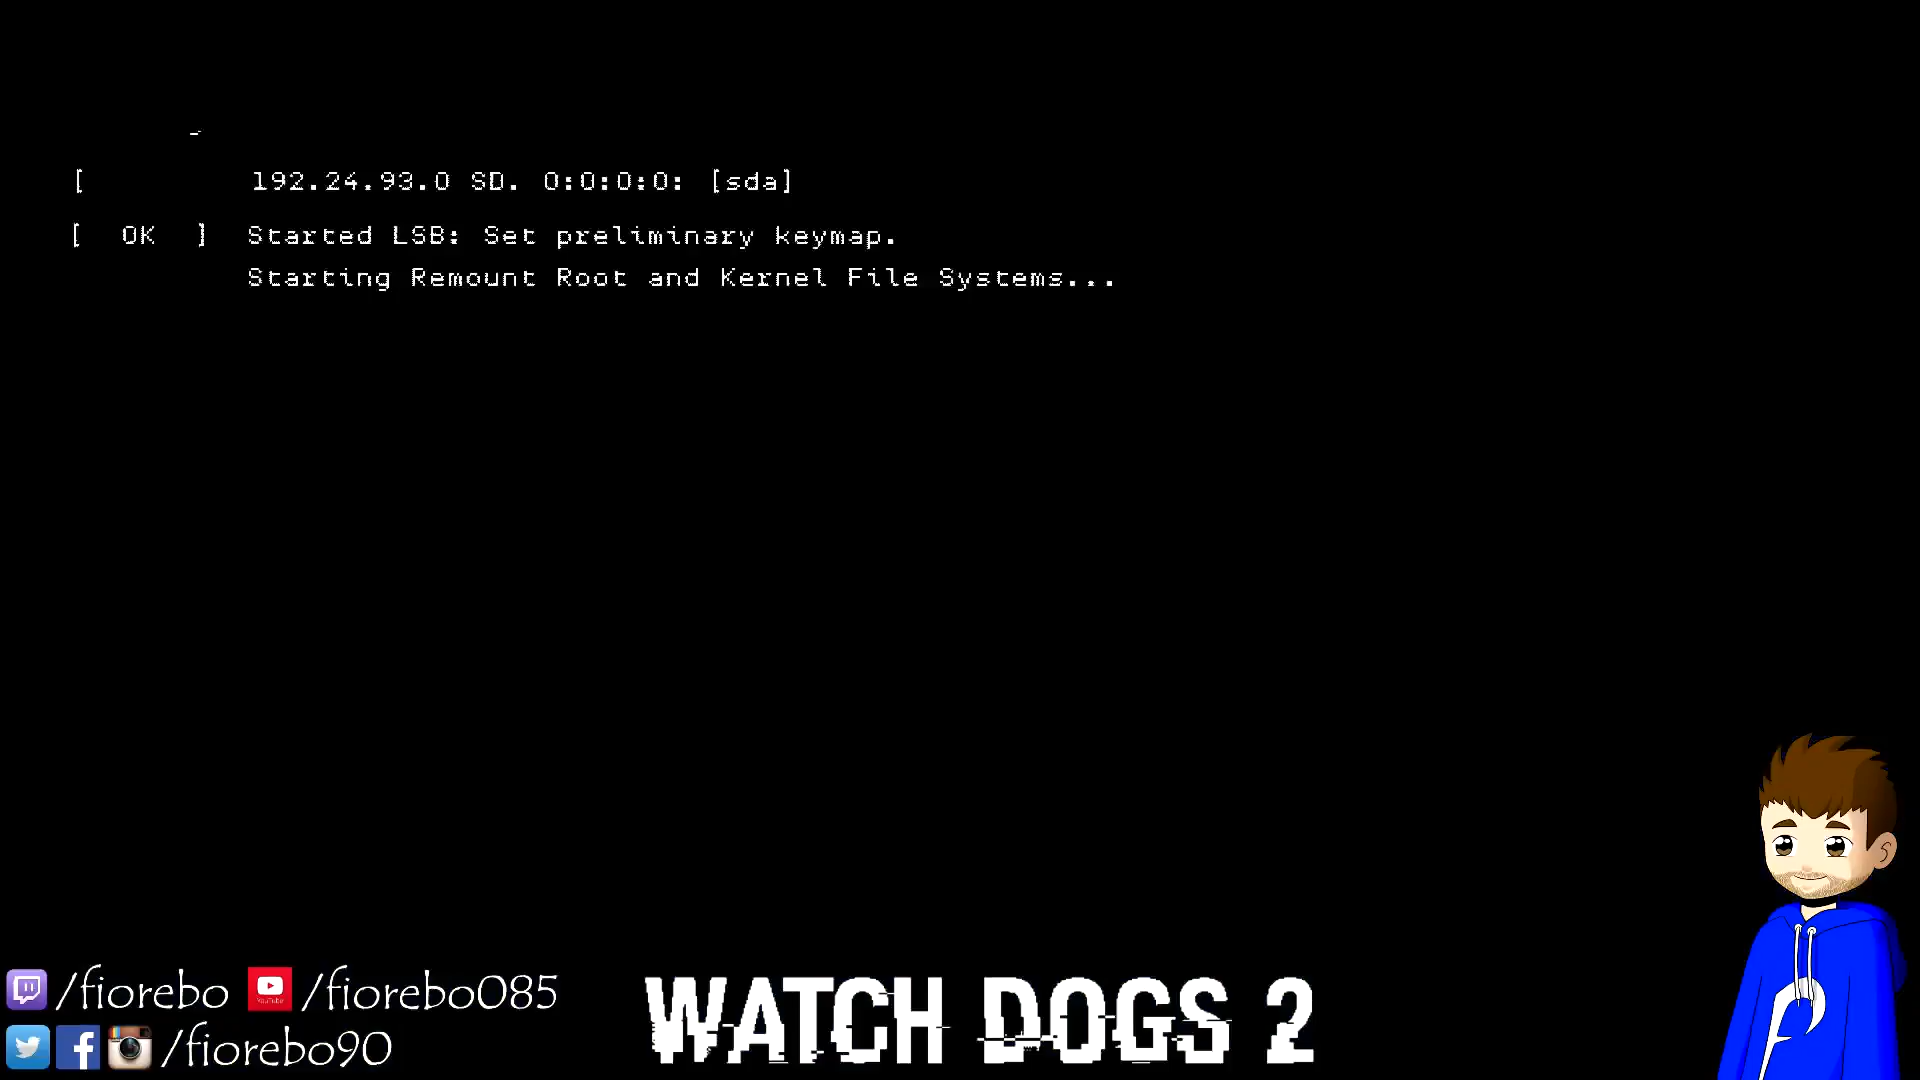 [ 192.24.93.0 SD. 0:0:0:0: [sda]
[ OK ] Started LSB: Set preliminary keymap.
Starting Remount Root and Kernel File Systems...
/fiorebo YouTube /fiorebo085
/fiorebo90
WATCH DOGS 2